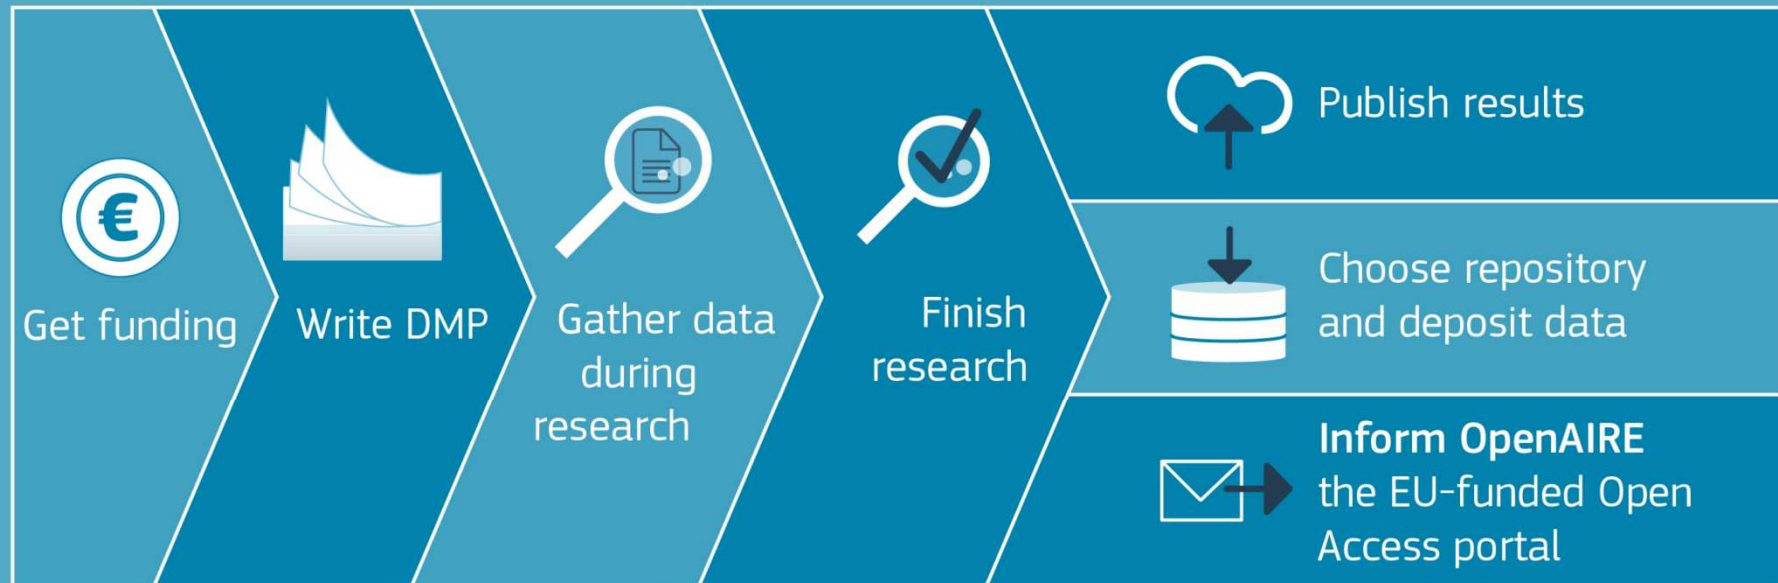 €
Get funding
Write DMP
Gather data
during
research
Finish
research
Publish results
Choose repository
and deposit data
Inform OpenAIRE
the EU-funded Open
Access portal